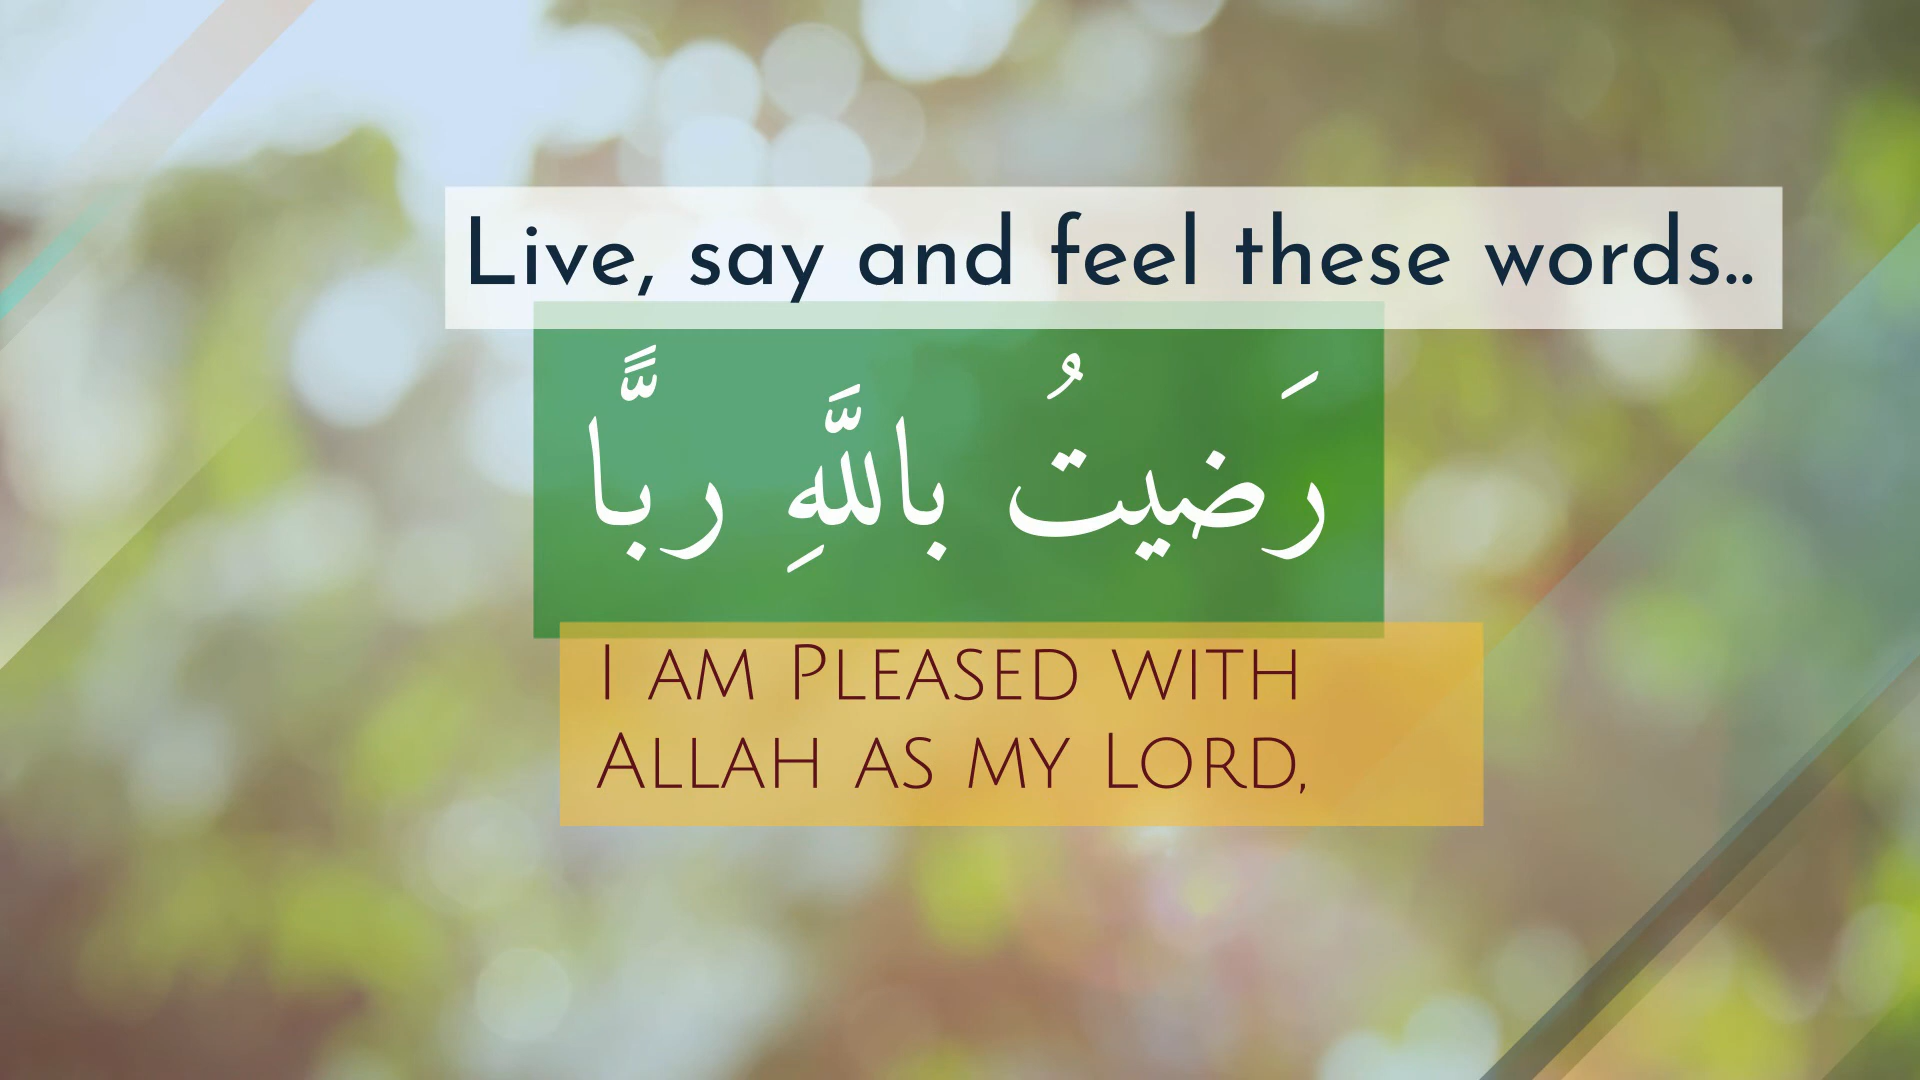 Live, say and feel these words..
رَضيتُ باللَّهِ ربًّا
I am Pleased with
Allah as my Lord,